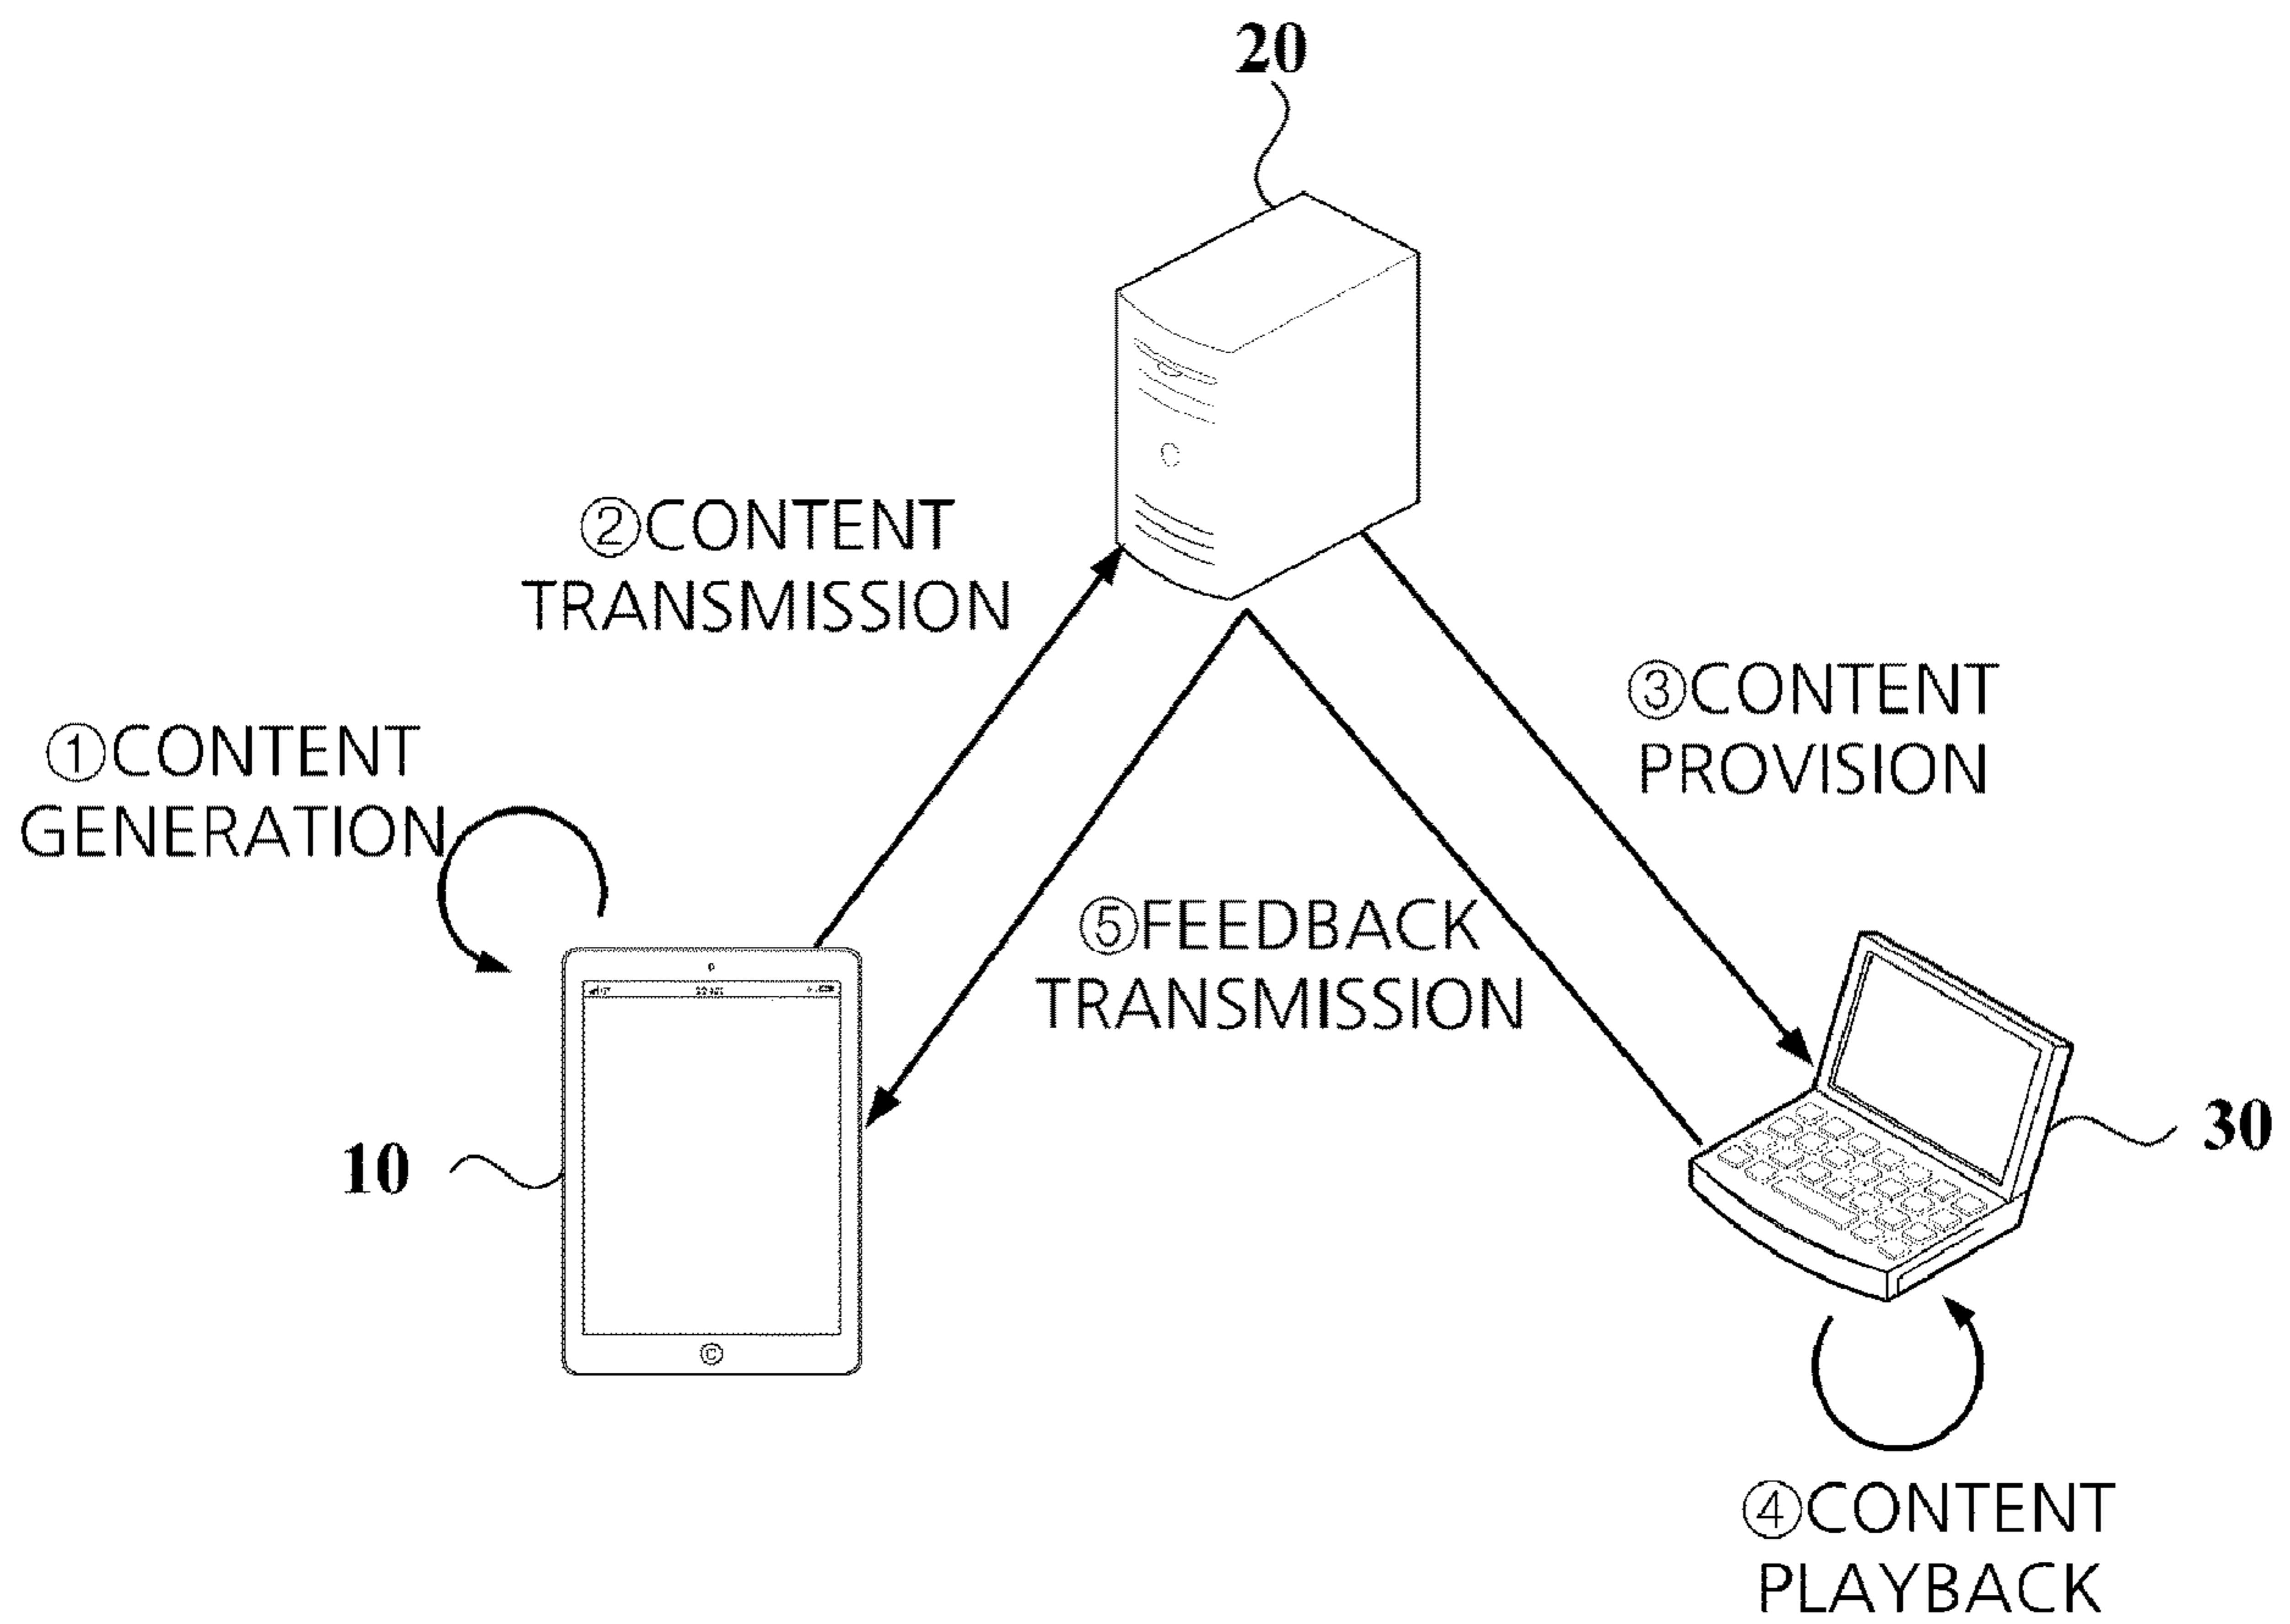 20
②CONTENT
TRANSMISSION
③CONTENT
PROVISION
①CONTENT
GENERATION
⑤FEEDBACK
TRANSMISSION
10
30
④CONTENT
PLAYBACK
©